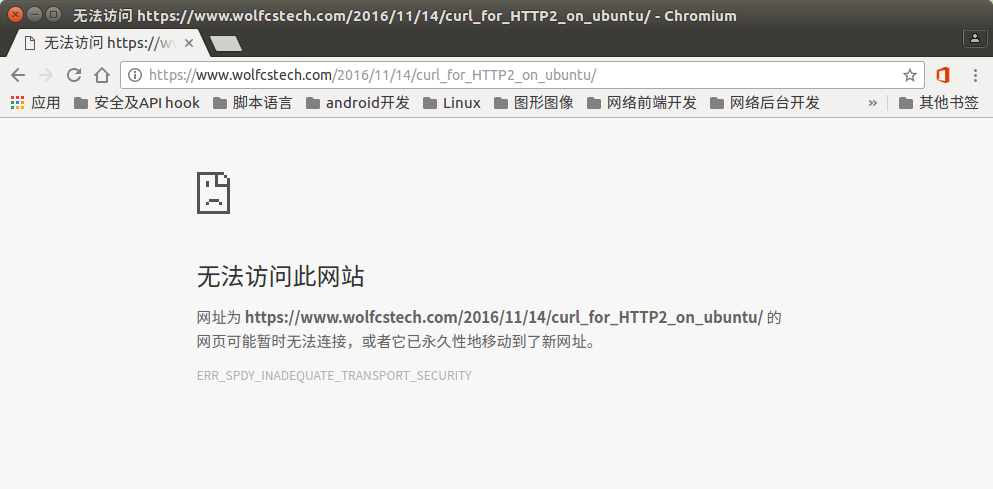 无法访问 https://www.wolfcstech.com/2016/11/14/curl_for_HTTP2_on_ubuntu/ - Chromium
无法访问 https://w
https://www.wolfcstech.com/2016/11/14/curl_for_HTTP2_on_ubuntu/
应用 安全及API hook 脚本语言 android开发 Linux 图形图像 网络前端开发 网络后台开发 » 其他书签
无法访问此网站
网址为 https://www.wolfcstech.com/2016/11/14/curl_for_HTTP2_on_ubuntu/ 的
网页可能暂时无法连接，或者它已永久性地移动到了新网址。
ERR_SPDY_INADEQUATE_TRANSPORT_SECURITY